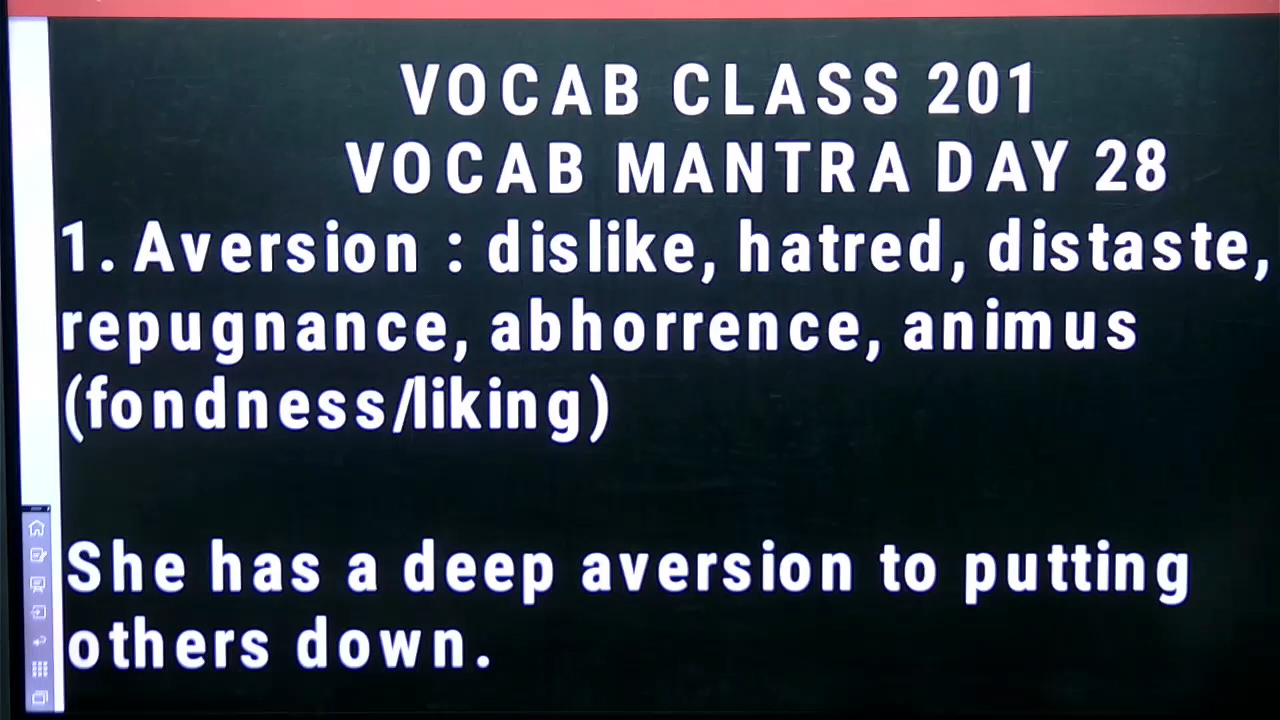 VOCAB CLASS 201
VOCAB MANTRA DAY 28
1. Aversion : dislike, hatred, distaste,
repugnance, abhorrence, animus
(fondness/liking)
She has a deep aversion to putting
others down.